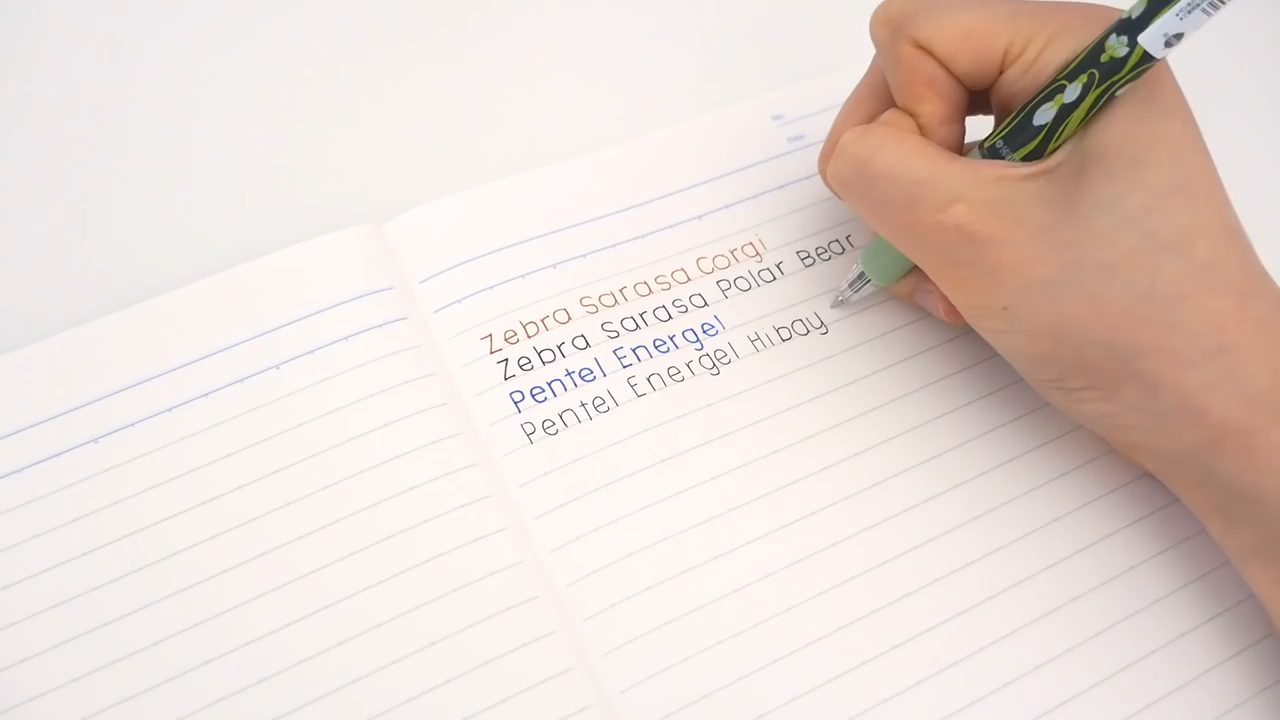 Zebra Sarasa Corgi
Zebra Sarasa Polar Bear
Pentel Energel
Pentel Energel Hibay